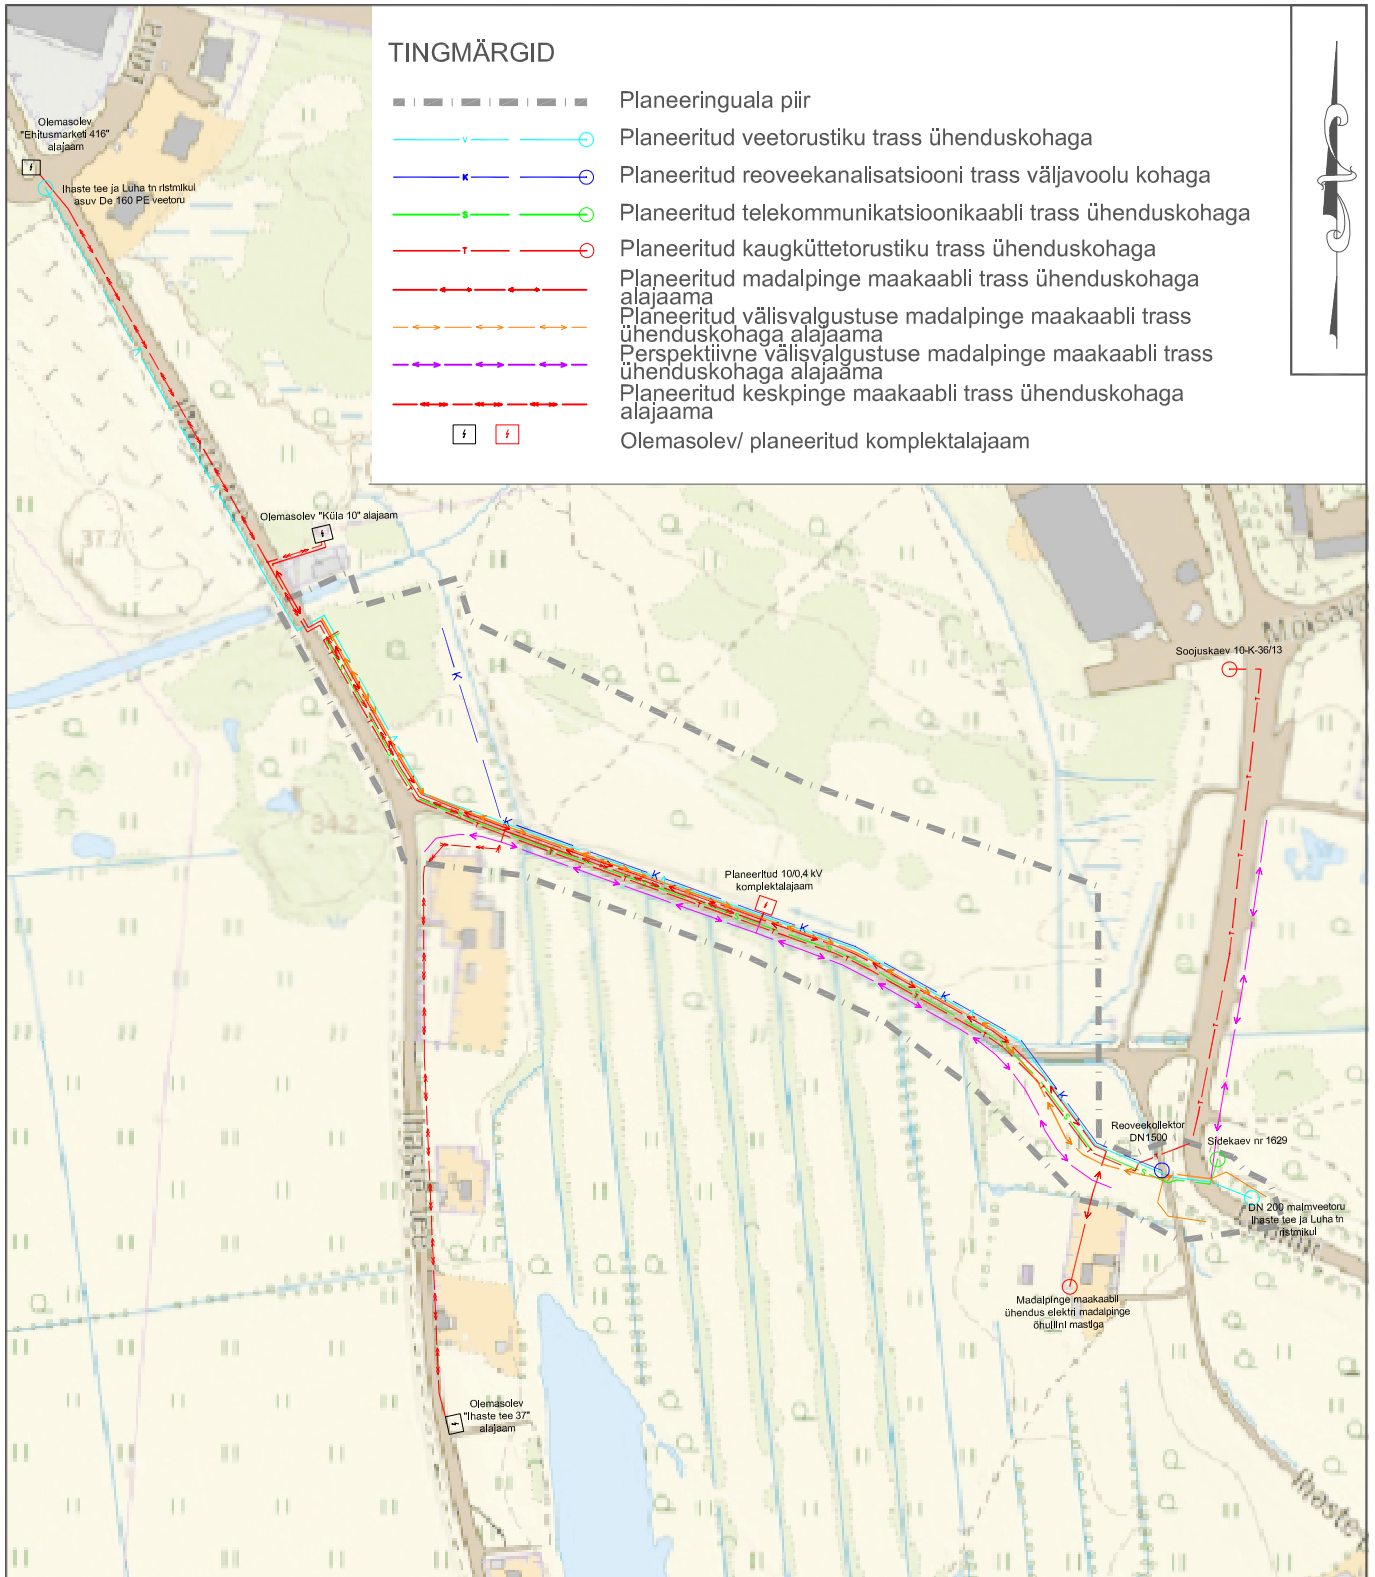 TINGMÄRGID
Planeeringuala piir
V
Planeeritud veetorustiku trass ühenduskohaga
K
Planeeritud reoveekanalisatsiooni trass väljavoolu kohaga
S
Planeeritud telekommunikatsioonikaabli trass ühenduskohaga
T
Planeeritud kaugküttetorustiku trass ühenduskohaga
Planeeritud madalpinge maakaabli trass ühenduskohaga
alajaama
Planeeritud välisvalgustuse madalpinge maakaabli trass
ühenduskohaga alajaama
Perspektiivne välisvalgustuse madalpinge maakaabli trass
ühenduskohaga alajaama
Planeeritud keskpinge maakaabli trass ühenduskohaga
alajaama
Olemasolev/ planeeritud komplektalajaam
Luha
Olemasolev
"Ehitusmarketi 416"
alajaam
Ihaste tee ja Luha tn ristmikul
asuv De 160 PE veetoru
Olemasolev "Küla 10" alajaam
37.2
Moisav
Soojuskaev 10-K-36/13
K
34.2
K
K
Planeeritud 10/0,4 kV
komplektalajaam
K
K
K
Reoveekollektor
DN1500
Sidekaev nr 1629
Ihaste tee
DN 200 malmveetoru
Ihaste tee ja Luha tn
ristmikul
Madalpinge maakaabli
ühendus elektri madalpinge
õhuliini mastiga
Olemasolev
"Ihaste tee 37"
alajaam
Ihaste